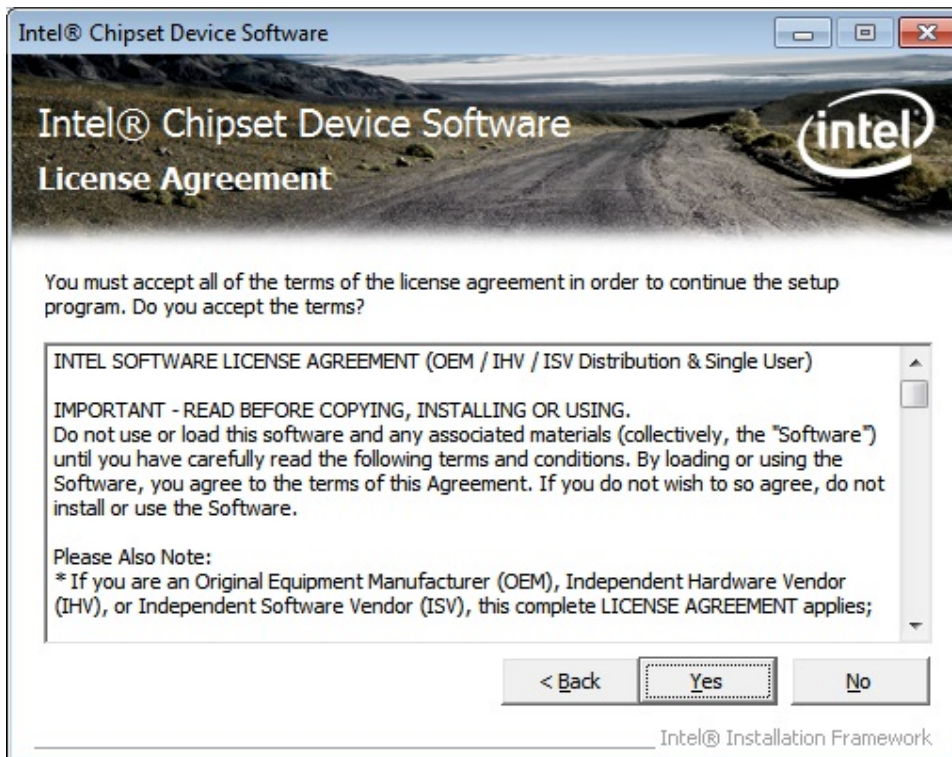 Intel® Chipset Device Software
Intel® Chipset Device Software
intel
License Agreement
You must accept all of the terms of the license agreement in order to continue the setup
program. Do you accept the terms?
INTEL SOFTWARE LICENSE AGREEMENT (OEM / IHV / ISV Distribution & Single User)
IMPORTANT - READ BEFORE COPYING, INSTALLING OR USING.
Do not use or load this software and any associated materials (collectively, the "Software")
until you have carefully read the following terms and conditions. By loading or using the
Software, you agree to the terms of this Agreement. If you do not wish to so agree, do not
install or use the Software.
Please Also Note:
* If you are an Original Equipment Manufacturer (OEM), Independent Hardware Vendor
(IHV), or Independent Software Vendor (ISV), this complete LICENSE AGREEMENT applies;
< Back Yes No
Intel® Installation Framework